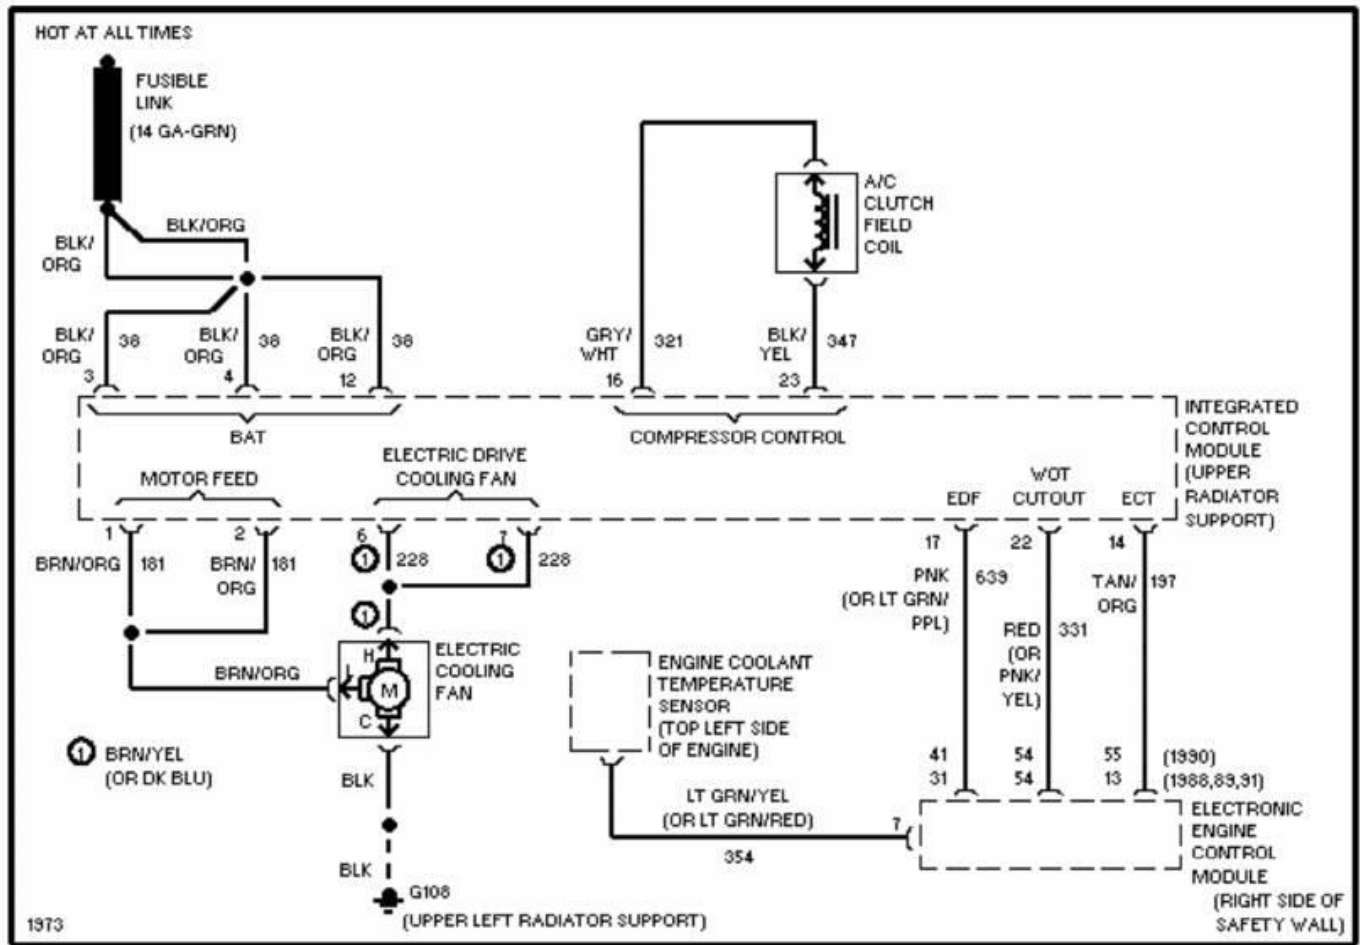 HOT AT ALL TIMES
FUSIBLE
LINK
(14 GA-GRN)
BLK/ORG
BLK/
ORG
A/C
CLUTCH
FIELD
COIL
BLK/
ORG
38
BLK/
ORG
38
BLK/
ORG
38
GRY/
WHT
321
BLK/
YEL
347
3
4
12
16
23
BAT
COMPRESSOR CONTROL
INTEGRATED
CONTROL
MODULE
(UPPER
RADIATOR
SUPPORT)
MOTOR FEED
ELECTRIC DRIVE
COOLING FAN
EDF
WOT
CUTOUT
ECT
1
2
6
7
17
22
14
BRN/ORG
181
BRN/
ORG
181
1
228
1
228
PNK
(OR LT GRN/
PPL)
639
RED
(OR
PNK/
YEL)
331
TAN/
ORG
197
1
BRN/ORG
H
L
M
C
ELECTRIC
COOLING
FAN
ENGINE COOLANT
TEMPERATURE
SENSOR
(TOP LEFT SIDE
OF ENGINE)
1 BRN/YEL
(OR DK BLU)
BLK
41
54
55
(1990)
31
54
13
(1988,89,91)
LT GRN/YEL
(OR LT GRN/RED)
7
354
ELECTRONIC
ENGINE
CONTROL
MODULE
(RIGHT SIDE OF
SAFETY WALL)
BLK
G108
(UPPER LEFT RADIATOR SUPPORT)
1973